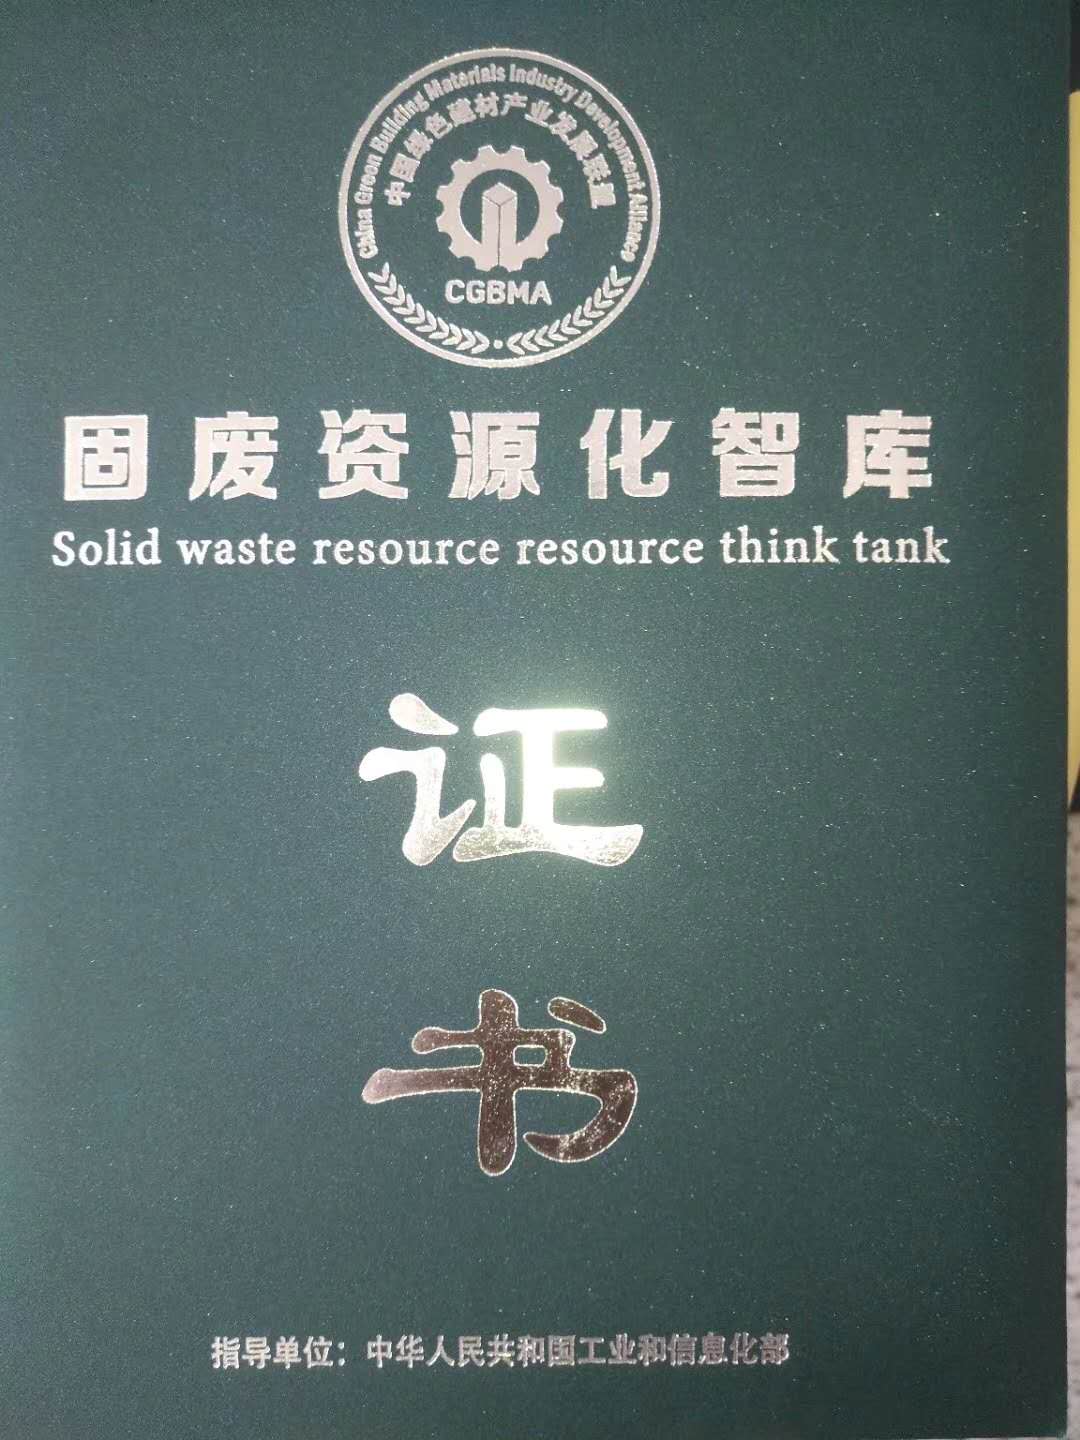 China Green Building Materials Industry Development Alliance
中国绿色建材产业发展联盟
CGBMA
固废资源化智库
Solid waste resource resource think tank
证
书
指导单位：中华人民共和国工业和信息化部